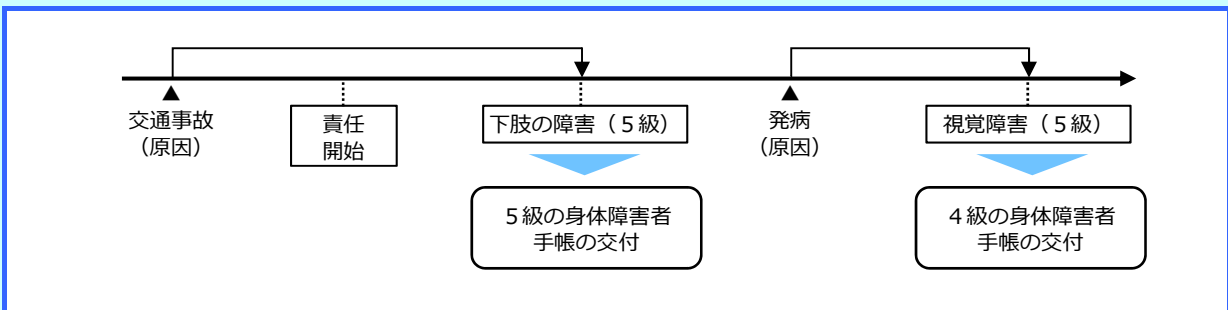 交通事故
（原因）
責任
開始
下肢の障害（５級）
５級の身体障害者
手帳の交付
発病
（原因）
視覚障害（５級）
４級の身体障害者
手帳の交付